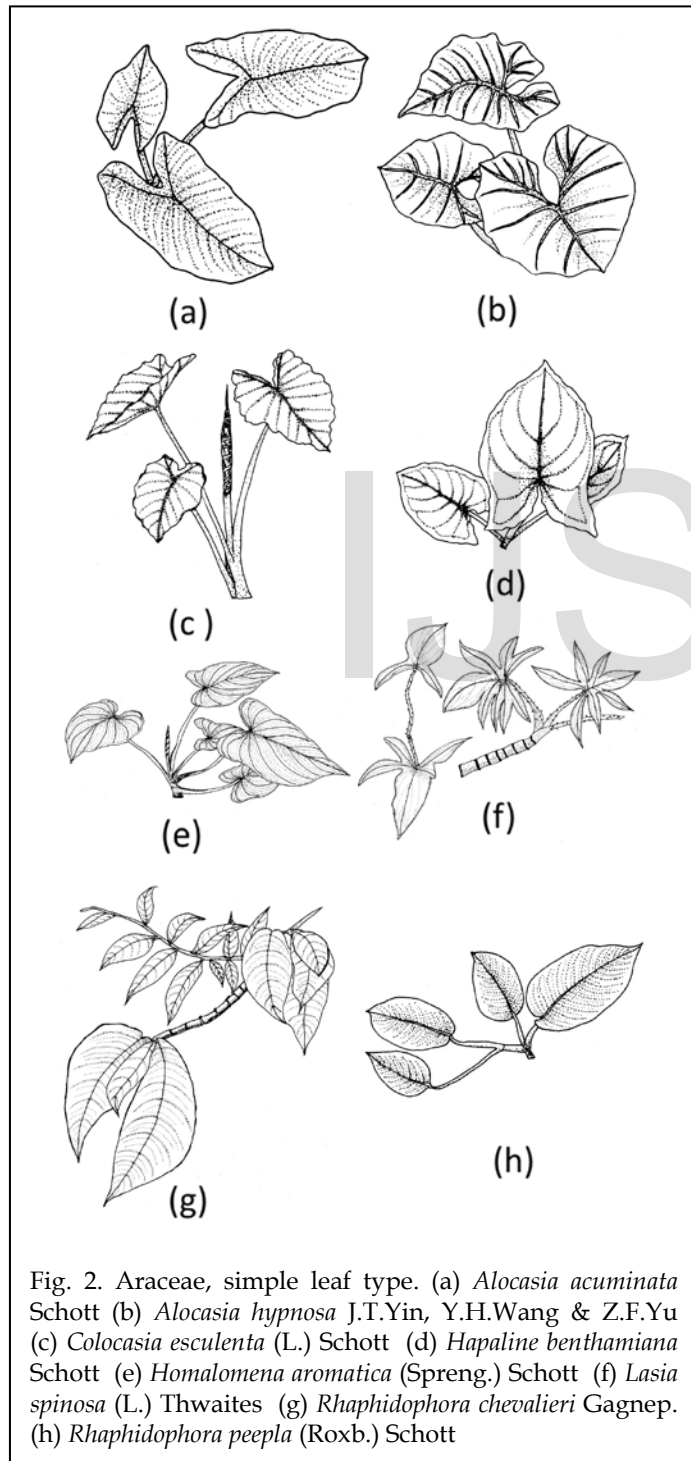 (a)
(b)
(c )
(d)
IJS
(e)
(f)
(g)
(h)
Fig. 2. Araceae, simple leaf type. (a) Alocasia acuminata
Schott (b) Alocasia hypnosa J.T.Yin, Y.H.Wang & Z.F.Yu
(c) Colocasia esculenta (L.) Schott (d) Hapaline benthamiana
Schott (e) Homalomena aromatica (Spreng.) Schott (f) Lasia
spinosa (L.) Thwaites (g) Rhaphidophora chevalieri Gagnep.
(h) Rhaphidophora peepla (Roxb.) Schott